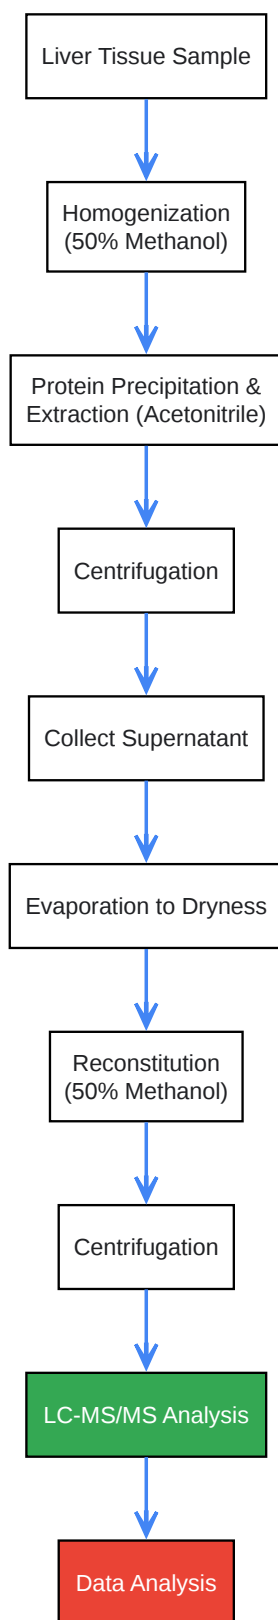 Liver Tissue Sample
Homogenization
(50% Methanol)
Protein Precipitation &
Extraction (Acetonitrile)
Centrifugation
Collect Supernatant
Evaporation to Dryness
Reconstitution
(50% Methanol)
Centrifugation
LC-MS/MS Analysis
Data Analysis